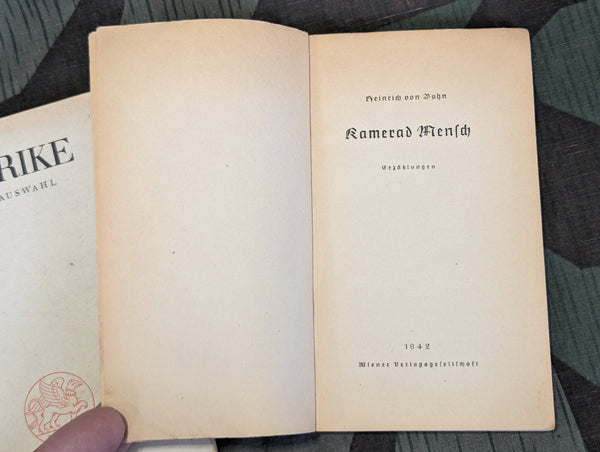 RIKE
AUSWAHL
Heinrich von Bohn
Kamerad Mensch
Erzählungen
1942
Wiener Verlagsgesellschaft